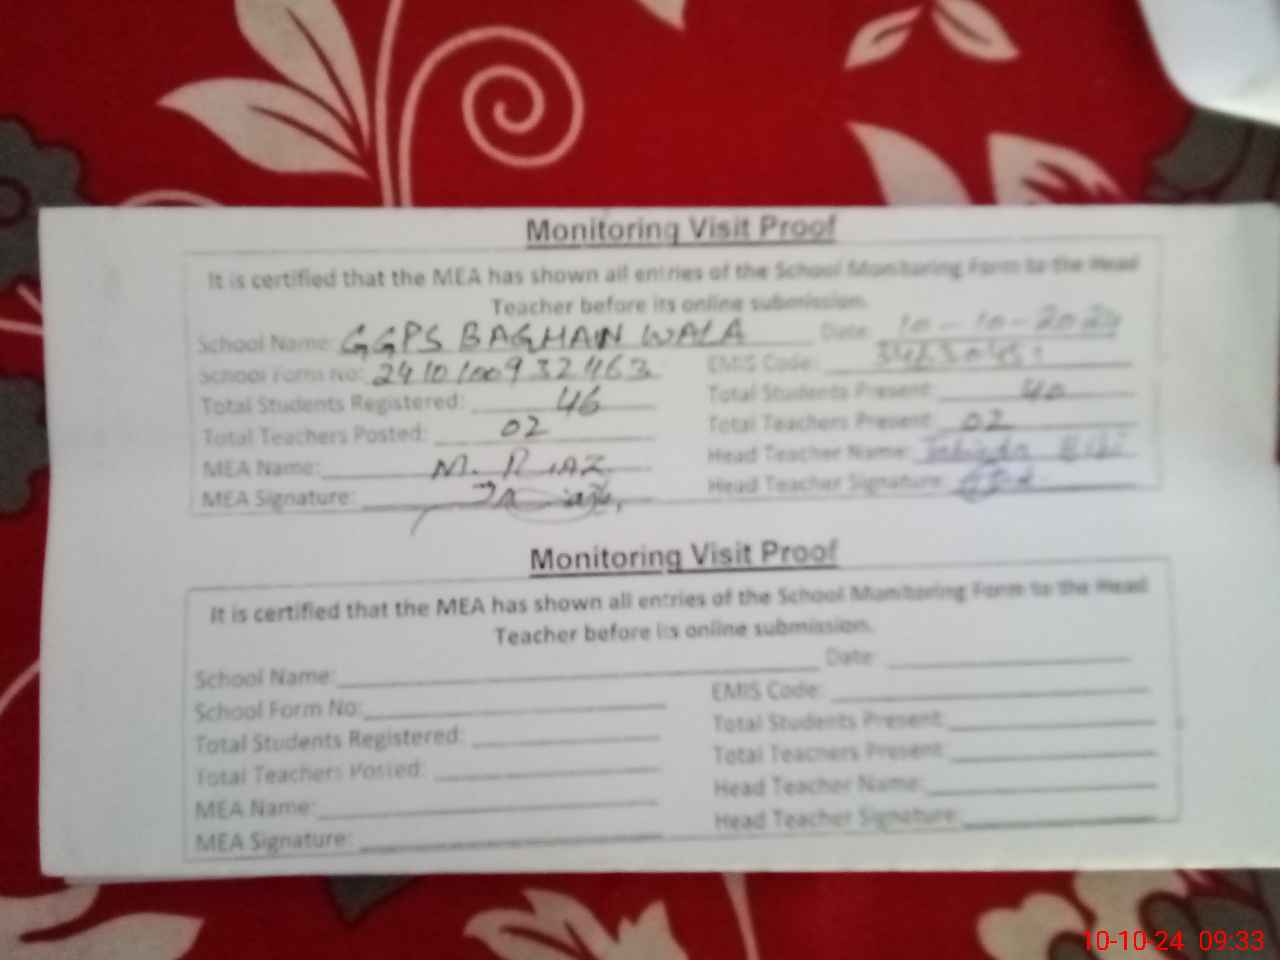 Monitoring Visit Proof
It is certified that the MEA has shown all entries of the School Monitoring Form to the Head
Teacher before its online submission.
School Name: GGPS BAGHAN WALA Date: 10-10-2024
School Form No: 2410100932463 EMIS Code:
Total Students Registered: 46 Total Students Present: 40
Total Teachers Posted: 02 Total Teachers Present: 02
MEA Name: M. RIAZ Head Teacher Name: Bibi
MEA Signature: Head Teacher Signature:
Monitoring Visit Proof
It is certified that the MEA has shown all entries of the School Monitoring Form to the Head
Teacher before its online submission.
School Name: Date:
School Form No: EMIS Code:
Total Students Registered: Total Students Present:
Total Teachers Posted: Total Teachers Present:
MEA Name: Head Teacher Name:
MEA Signature: Head Teacher Signature:
10-10-24 09:33